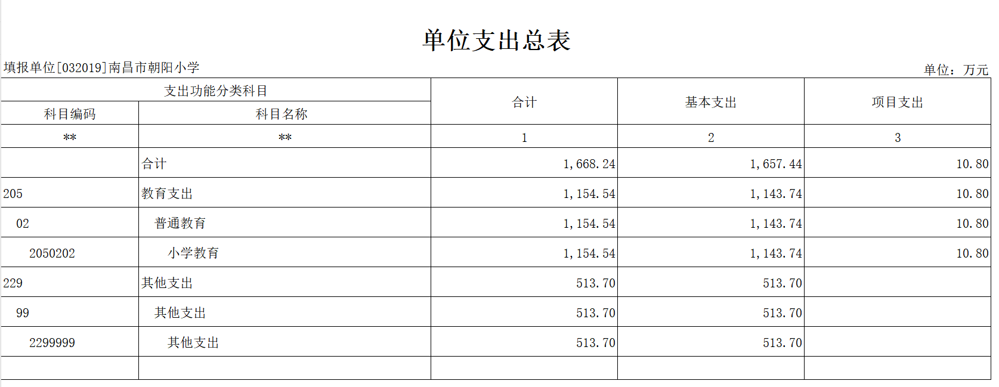 单位支出总表
填报单位[032019]南昌市朝阳小学 单位：万元
支出功能分类科目 合计 基本支出 项目支出
科目编码 科目名称
** ** 1 2 3
合计 1,668.24 1,657.44 10.80
205 教育支出 1,154.54 1,143.74 10.80
02 普通教育 1,154.54 1,143.74 10.80
2050202 小学教育 1,154.54 1,143.74 10.80
229 其他支出 513.70 513.70
99 其他支出 513.70 513.70
2299999 其他支出 513.70 513.70